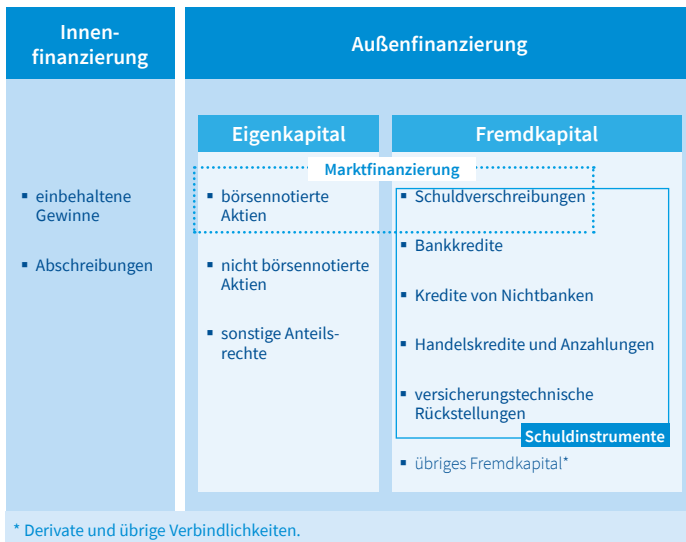 Innen-
finanzierung
Außenfinanzierung
▪ einbehaltene
Gewinne
▪ Abschreibungen
Eigenkapital
Fremdkapital
Marktfinanzierung
▪ börsennotierte
Aktien
▪ nicht börsennotierte
Aktien
▪ sonstige Anteils-
rechte
▪ Schuldverschreibungen
▪ Bankkredite
▪ Kredite von Nichtbanken
▪ Handelskredite und Anzahlungen
▪ versicherungstechnische
Rückstellungen
Schuldinstrumente
▪ übriges Fremdkapital*
* Derivate und übrige Verbindlichkeiten.